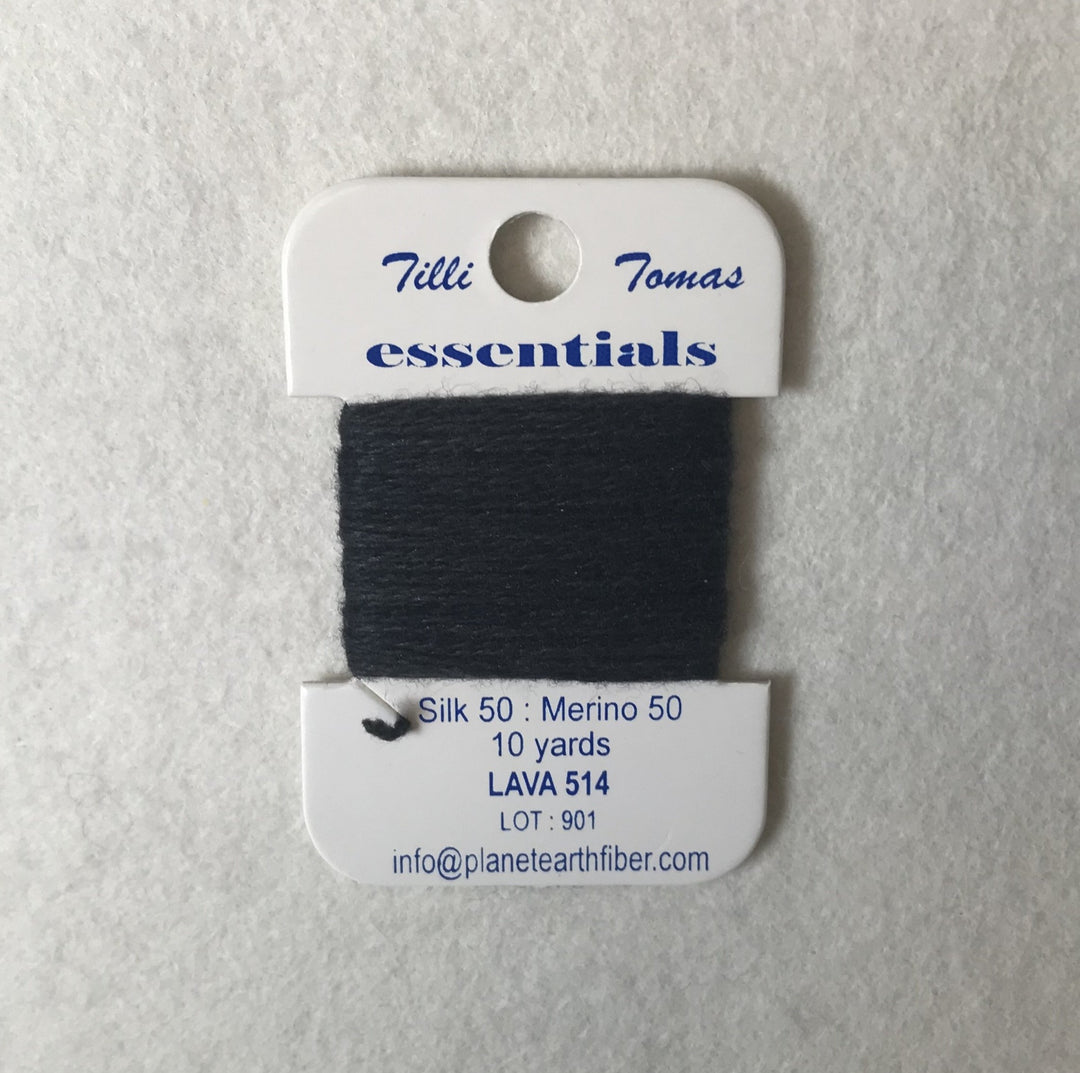 Tilli Tomas
essentials
Silk 50 : Merino 50
10 yards
LAVA 514
LOT : 901
info@planetearthfiber.com